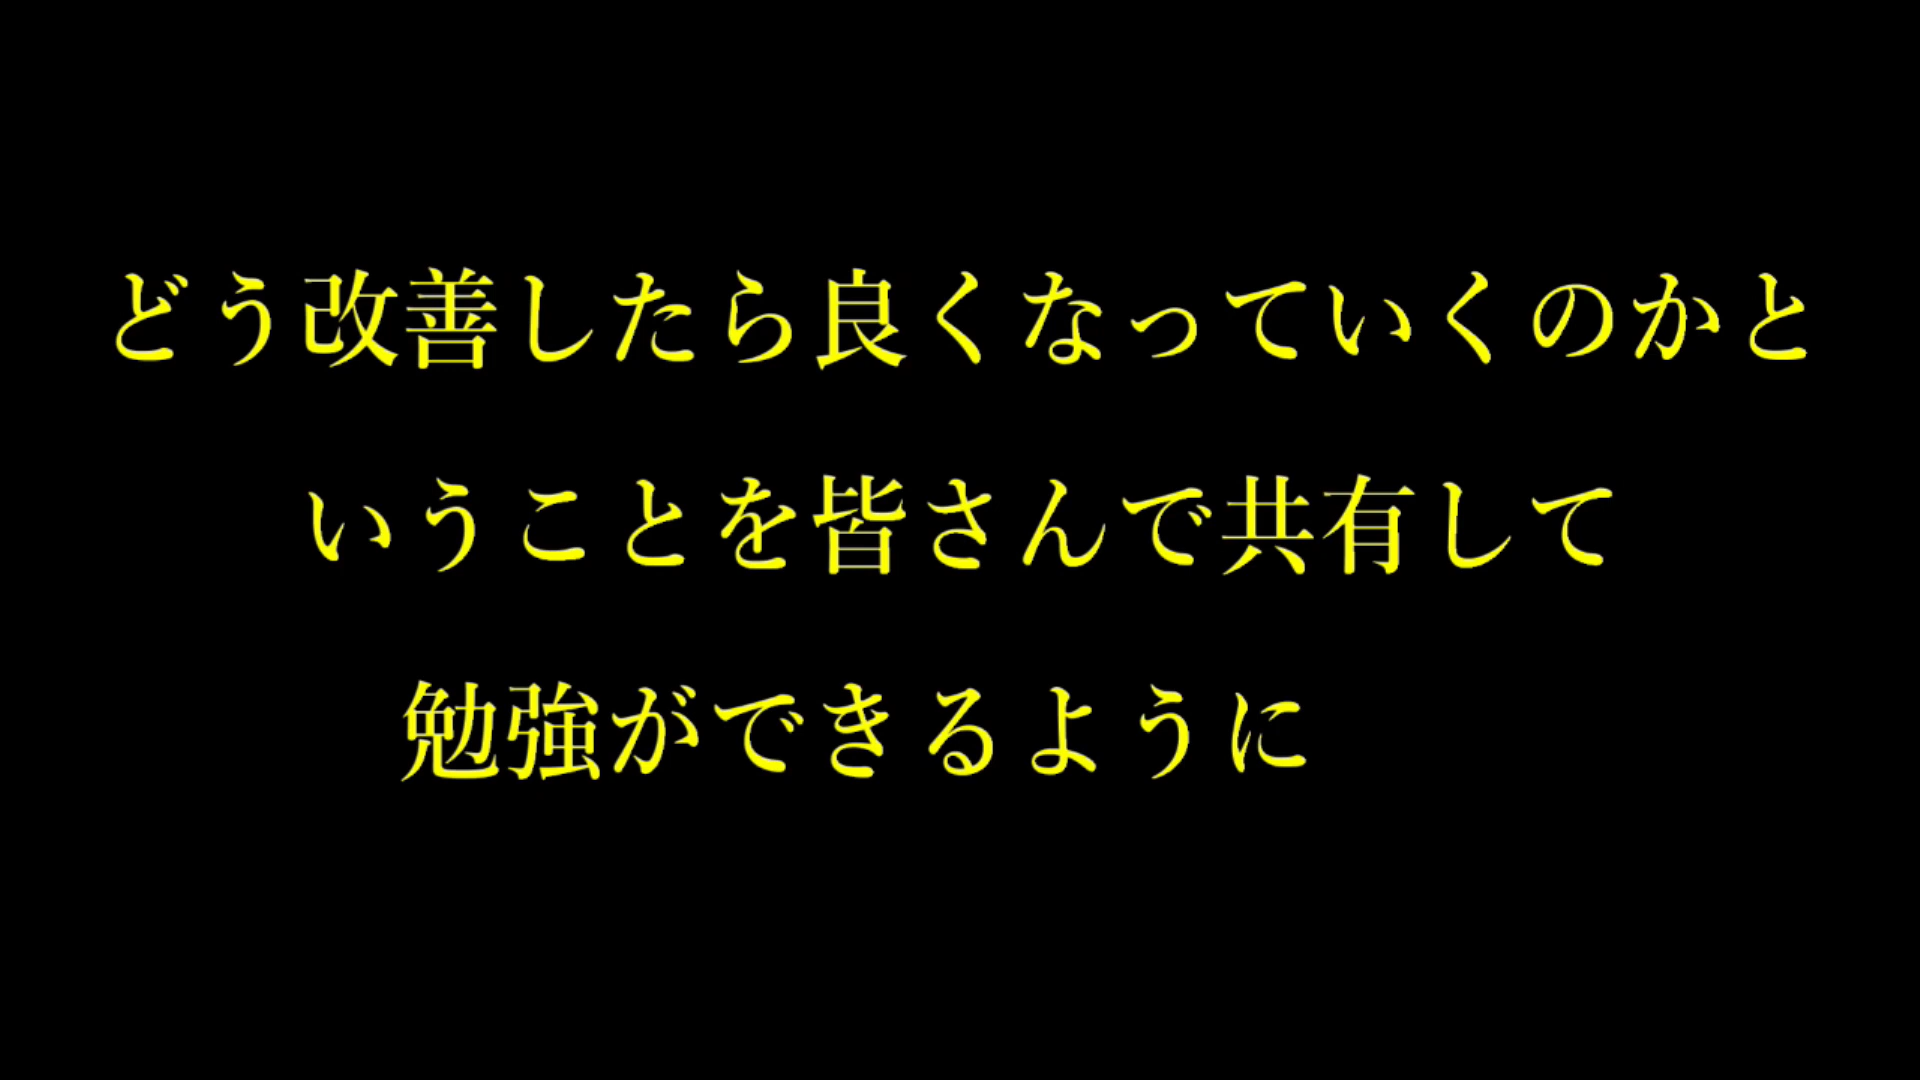 どう改善したら良くなっていくのかと
いうことを皆さんで共有して
勉強ができるように